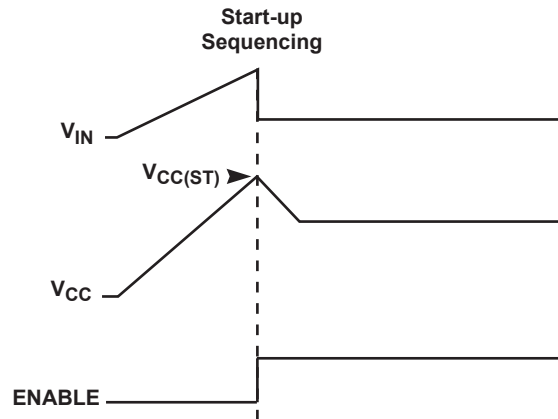 Start-up
Sequencing
VIN
VCC(ST)
VCC
ENABLE